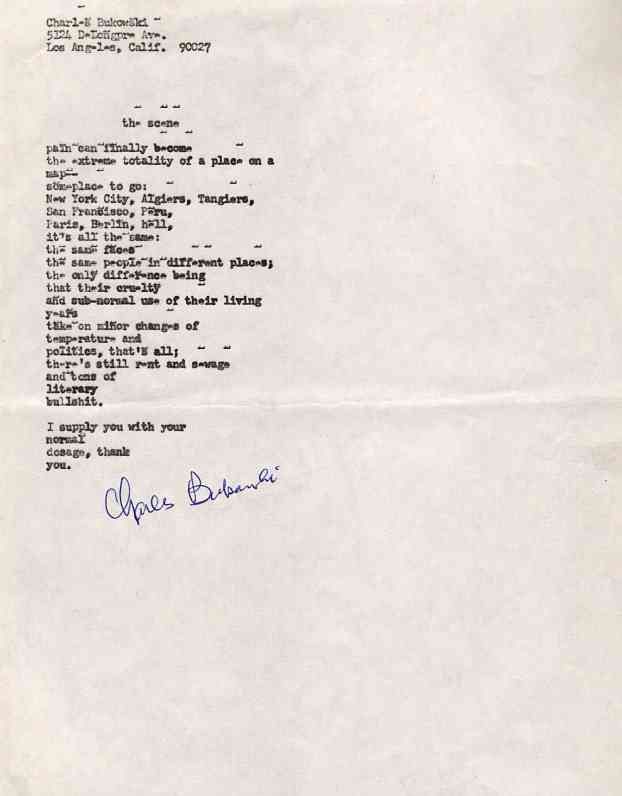 Charles Bukowski
5124 DeLongpre Ave.
Los Angeles, Calif. 90027
the scene
pain can finally become
the extreme totality of a place on a
map--
someplace to go:
New York City, Algiers, Tangiers,
San Fransisco, Peru,
Paris, Berlin, hell,
it's all the same:
the same faces
the same people in different places;
the only difference being
that their cruelty
and sub-normal use of their living
years
take on minor changes of
temperature and
politics, that's all;
there's still rent and sewage
and tons of
literary
bullshit.
I supply you with your
normal
dosage, thank
you.
Charles Bukowski